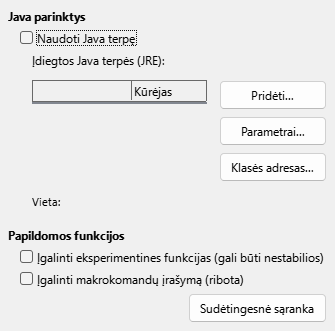 Java parinktys
Naudoti Java terpę
Įdiegtos Java terpės (JRE):
Kūrėjas
Pridėti...
Parametrai...
Klasės adresas...
Vieta:
Papildomos funkcijos
Įgalinti eksperimentines funkcijas (gali būti nestabilios)
Įgalinti makrokomandų įrašymą (ribota)
Sudėtingesnė sąranka